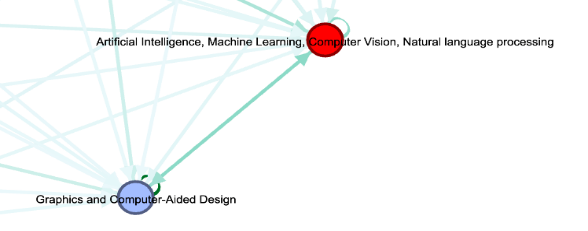 Artificial Intelligence, Machine Learning, Computer Vision, Natural language processing
Graphics and Computer-Aided Design